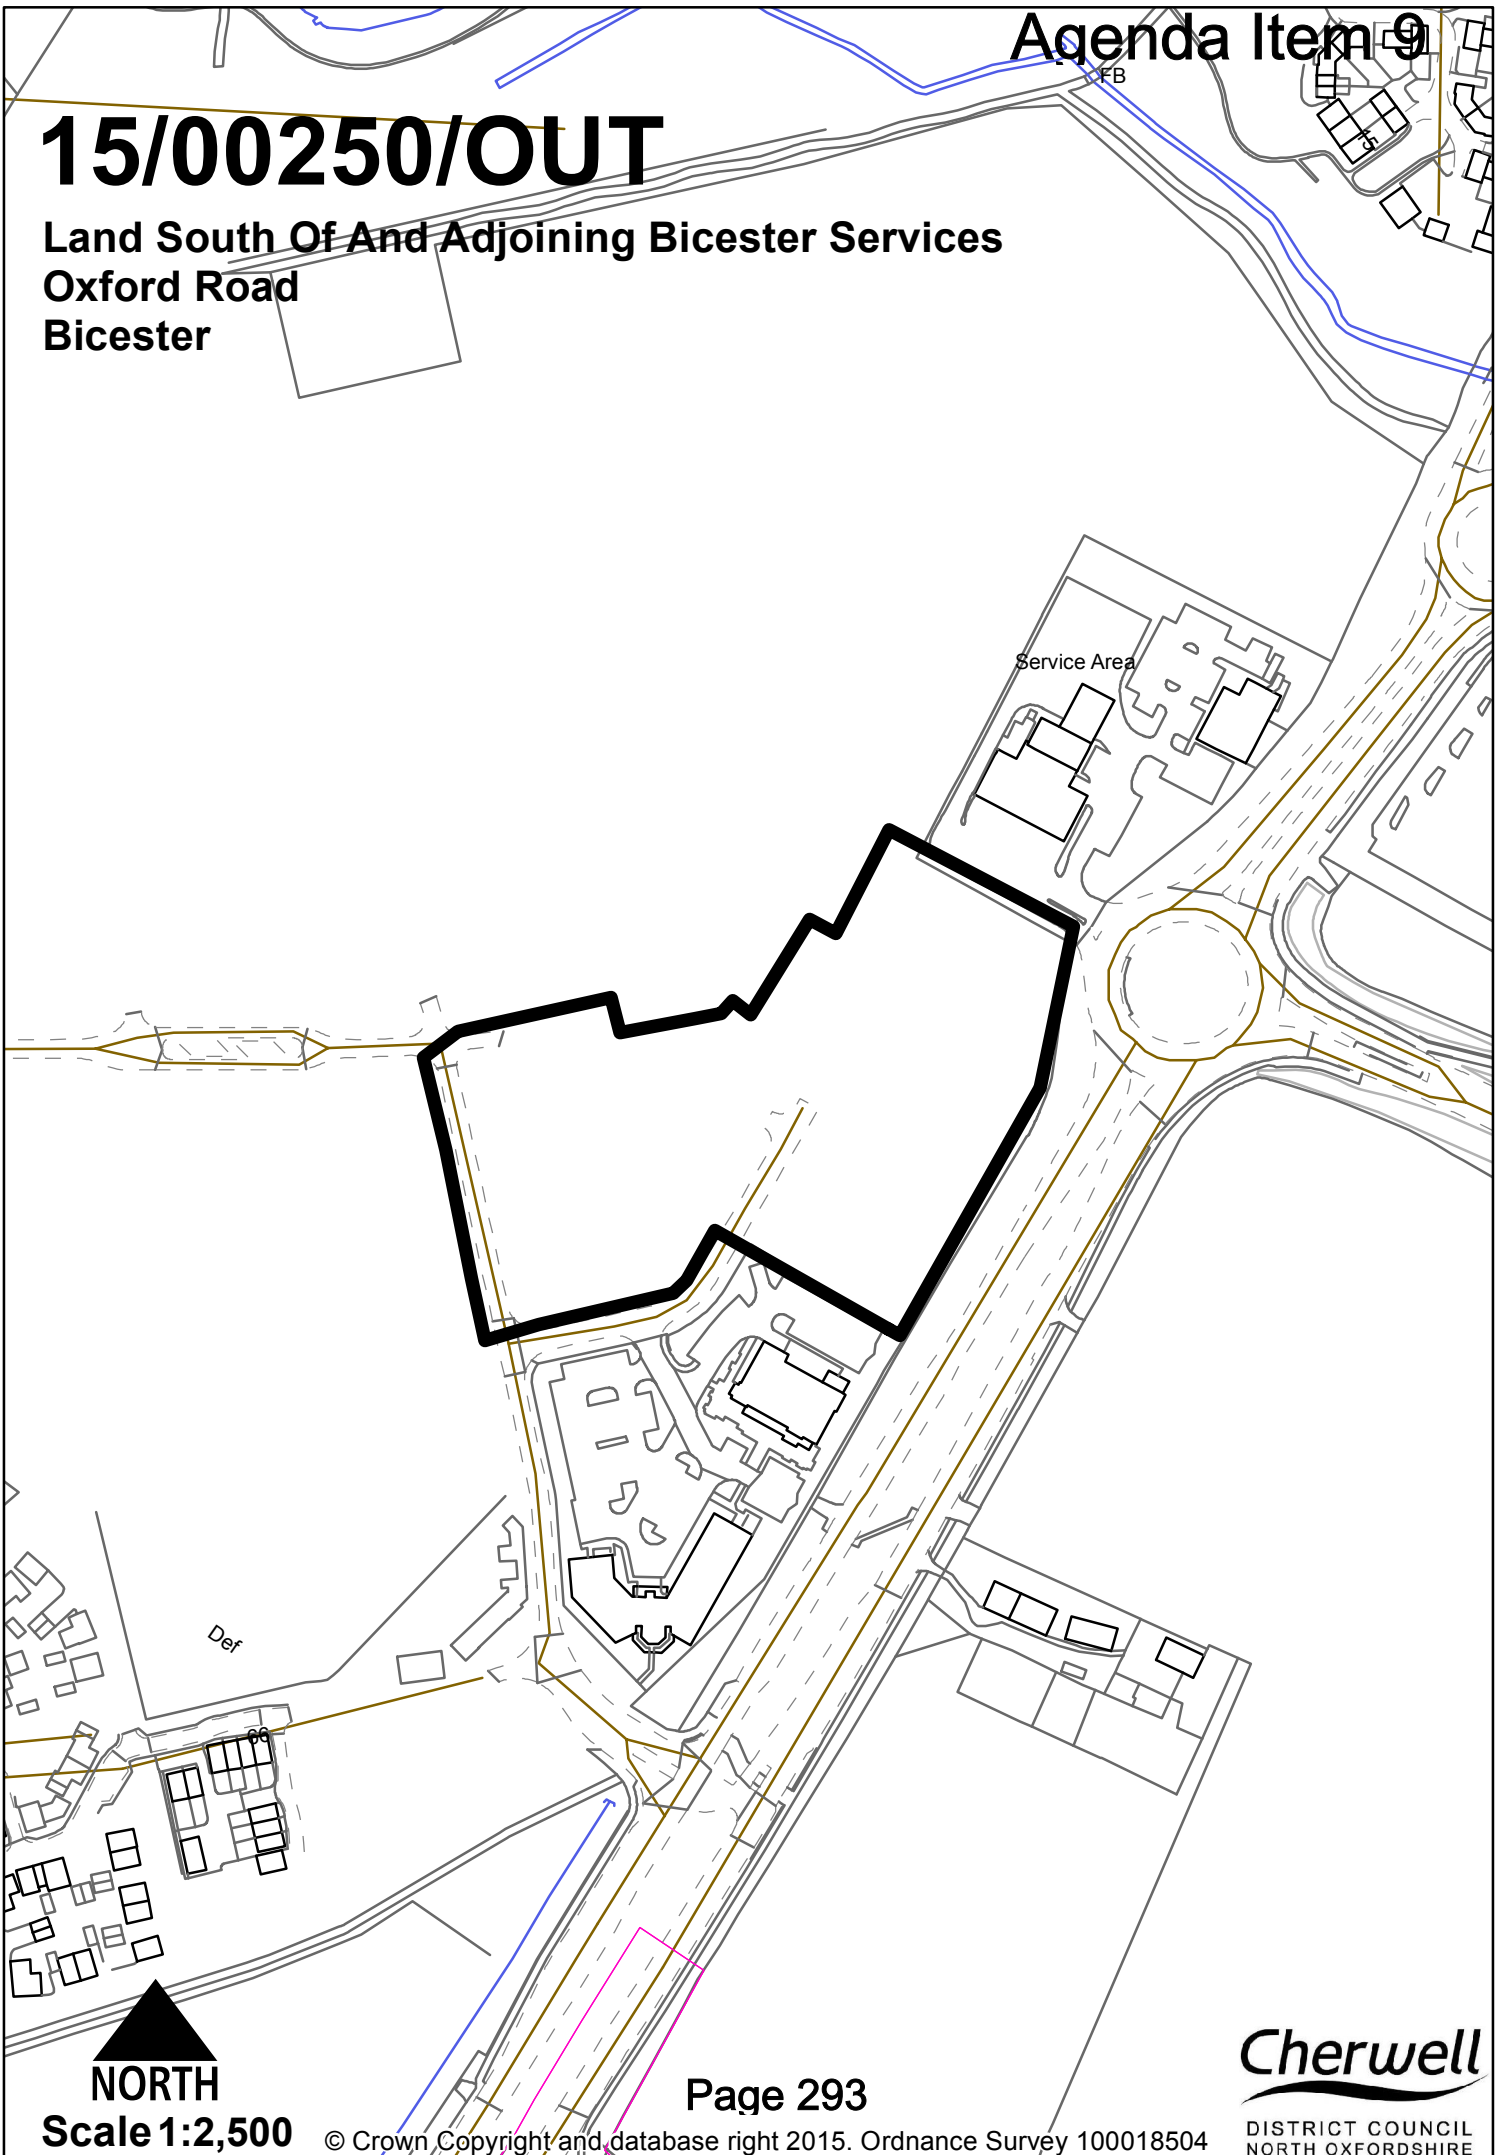 Agenda Item 9
FB
15/00250/OUT
15
Land South Of And Adjoining Bicester Services
Oxford Road
Bicester
Service Area
Def
66
NORTH
Scale 1:2,500
Page 293
© Crown Copyright and database right 2015. Ordnance Survey 100018504
Cherwell
DISTRICT COUNCIL
NORTH OXFORDSHIRE